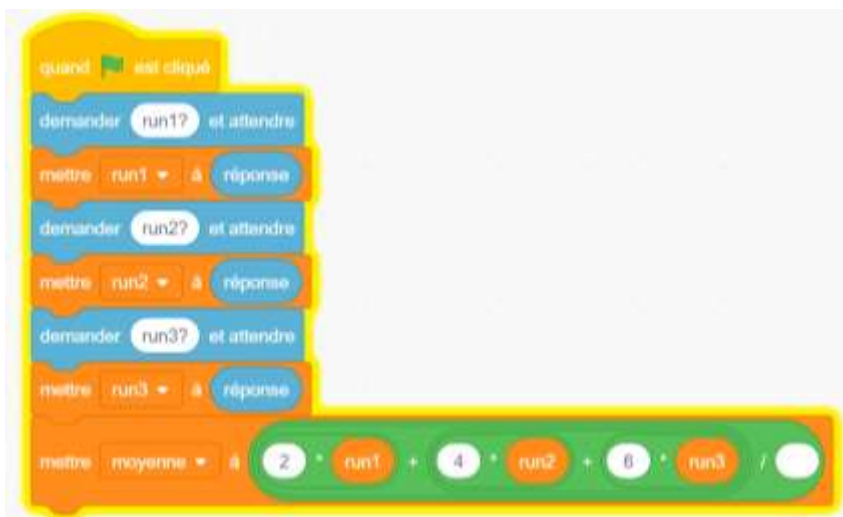 quand est cliqué
demander run1? et attendre
mettre run1 à réponse
demander run2? et attendre
mettre run2 à réponse
demander run3? et attendre
mettre run3 à réponse
mettre moyenne à 2 * run1 + 4 * run2 + 6 * run3 /